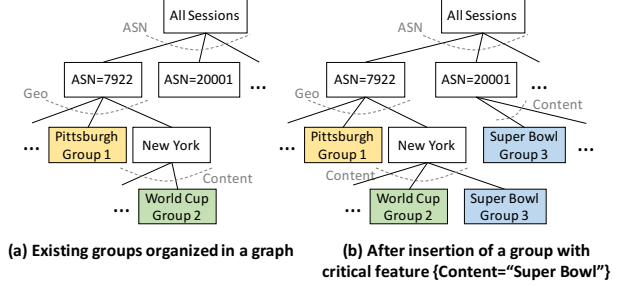 All Sessions
ASN
ASN=7922
ASN=20001
...
Geo
...
Pittsburgh
Group 1
New York
Content
...
World Cup
Group 2
(a) Existing groups organized in a graph
All Sessions
ASN
ASN=7922
ASN=20001
...
Geo
Content
...
Pittsburgh
Group 1
New York
Super Bowl
Group 3
...
Content
...
World Cup
Group 2
Super Bowl
Group 3
(b) After insertion of a group with
critical feature {Content="Super Bowl"}